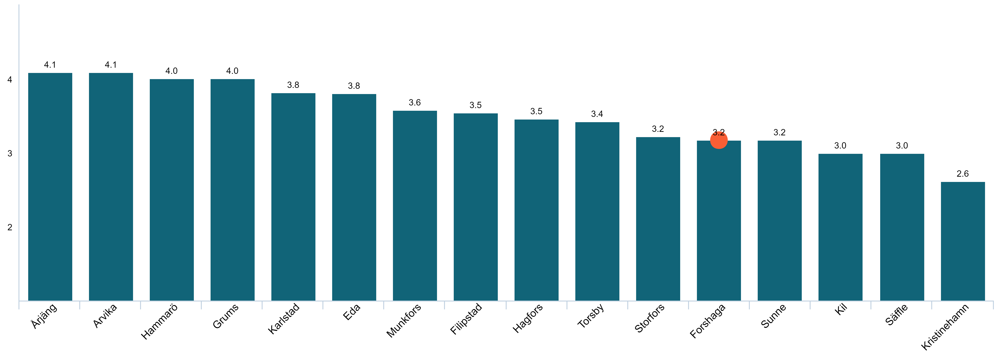 4.1 4.1 4.0 4.0 3.8 3.8 3.6 3.5 3.5 3.4 3.2 3.2 3.2 3.0 3.0 2.6
4
3
2
Årjäng Arvika Hammarö Grums Karlstad Eda Munkfors Filipstad Hagfors Torsby Storfors Forshaga Sunne Kil Säffle Kristinehamn